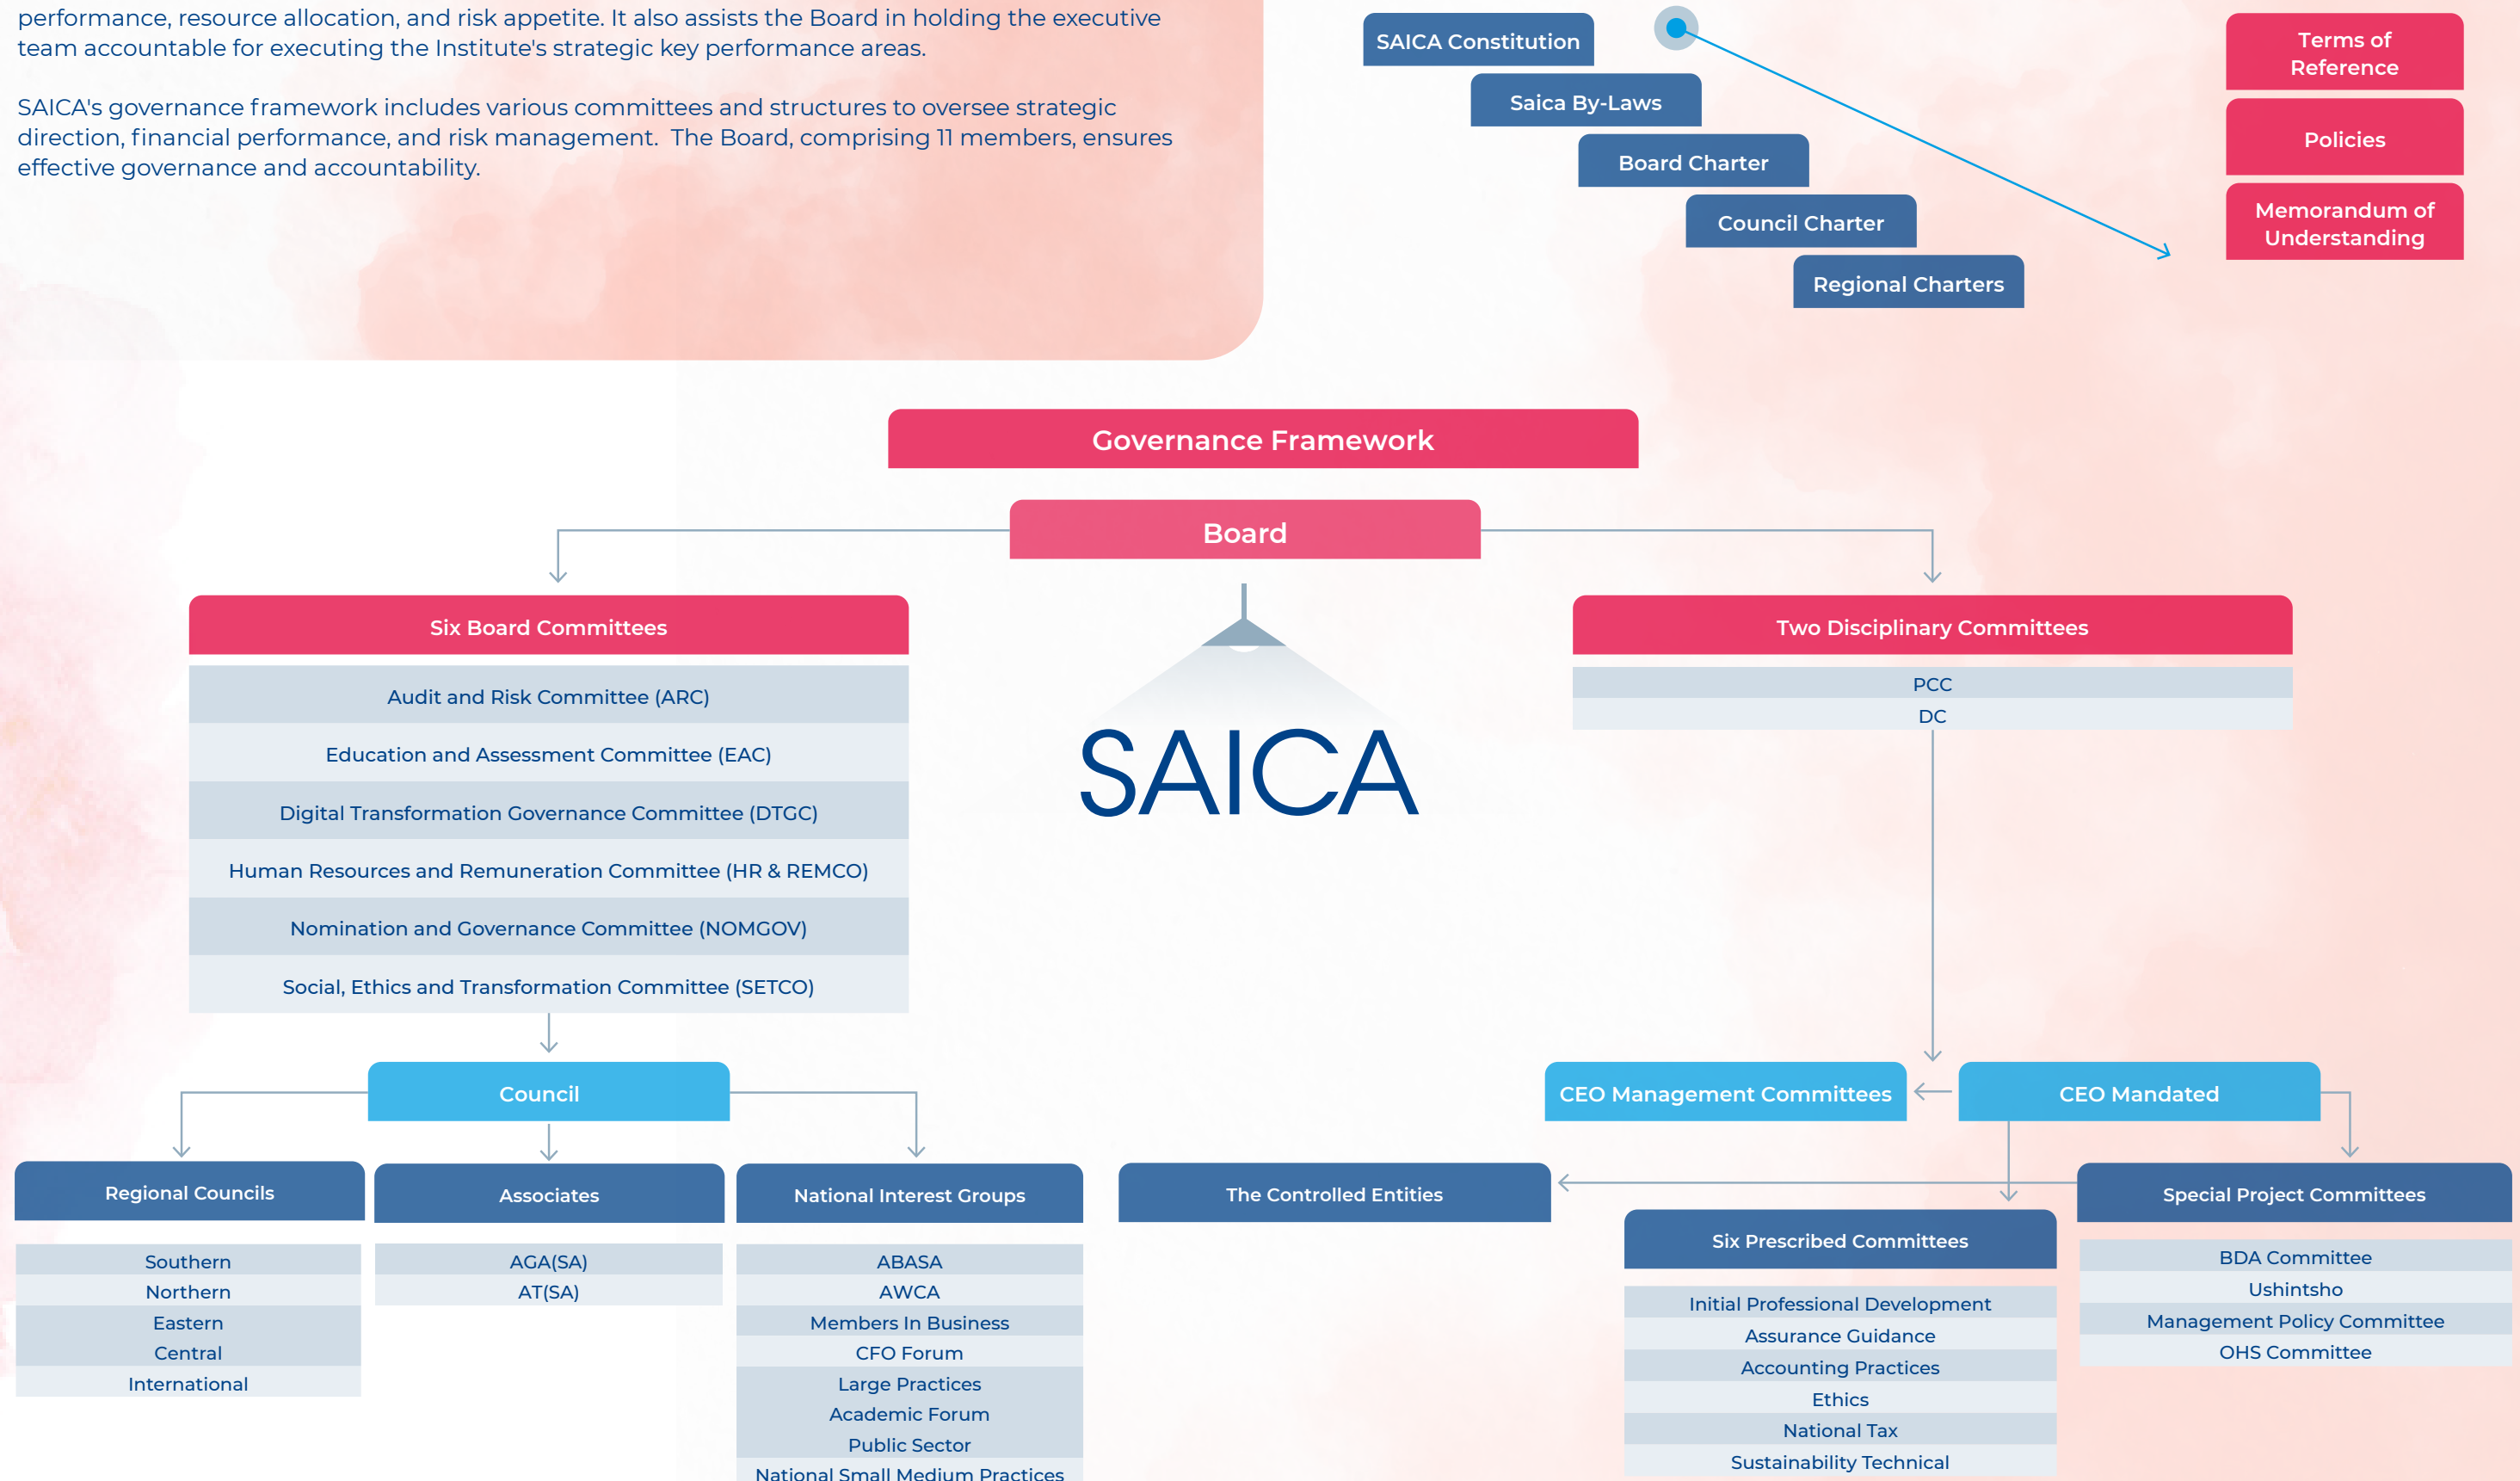 performance, resource allocation, and risk appetite. It also assists the Board in holding the executive
team accountable for executing the Institute's strategic key performance areas.
SAICA's governance framework includes various committees and structures to oversee strategic
direction, financial performance, and risk management.  The Board, comprising 11 members, ensures
effective governance and accountability.
SAICA Constitution
Saica By-Laws
Board Charter
Council Charter
Regional Charters
Terms of
Reference
Policies
Memorandum of
Understanding
Governance Framework
Board
Six Board Committees
Audit and Risk Committee (ARC)
Education and Assessment Committee (EAC)
Digital Transformation Governance Committee (DTGC)
Human Resources and Remuneration Committee (HR & REMCO)
Nomination and Governance Committee (NOMGOV)
Social, Ethics and Transformation Committee (SETCO)
SAICA
Two Disciplinary Committees
PCC
DC
Council
CEO Management Committees
CEO Mandated
Regional Councils
Southern
Northern
Eastern
Central
International
Associates
AGA(SA)
AT(SA)
National Interest Groups
ABASA
AWCA
Members In Business
CFO Forum
Large Practices
Academic Forum
Public Sector
National Small Medium Practices
The Controlled Entities
Six Prescribed Committees
Initial Professional Development
Assurance Guidance
Accounting Practices
Ethics
National Tax
Sustainability Technical
Special Project Committees
BDA Committee
Ushintsho
Management Policy Committee
OHS Committee